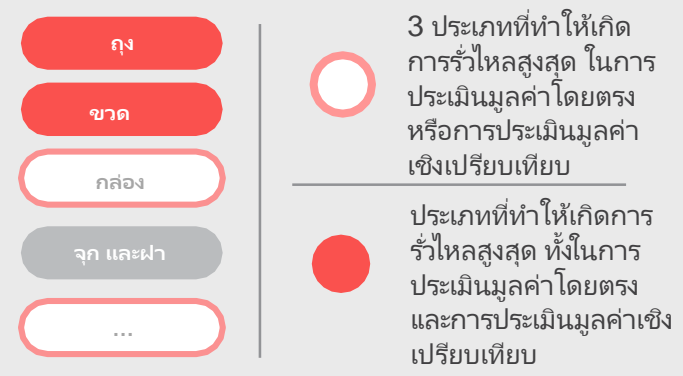 ถุง
ขวด
กล่อง
จุก และฝา
...
3 ประเภทที่ทำให้เกิด
การรั่วไหลสูงสุด ในการ
ประเมินมูลค่าโดยตรง
หรือการประเมินมูลค่า
เชิงเปรียบเทียบ
ประเภทที่ทำให้เกิดการ
รั่วไหลสูงสุด ทั้งในการ
ประเมินมูลค่าโดยตรง
และการประเมินมูลค่าเชิง
เปรียบเทียบ